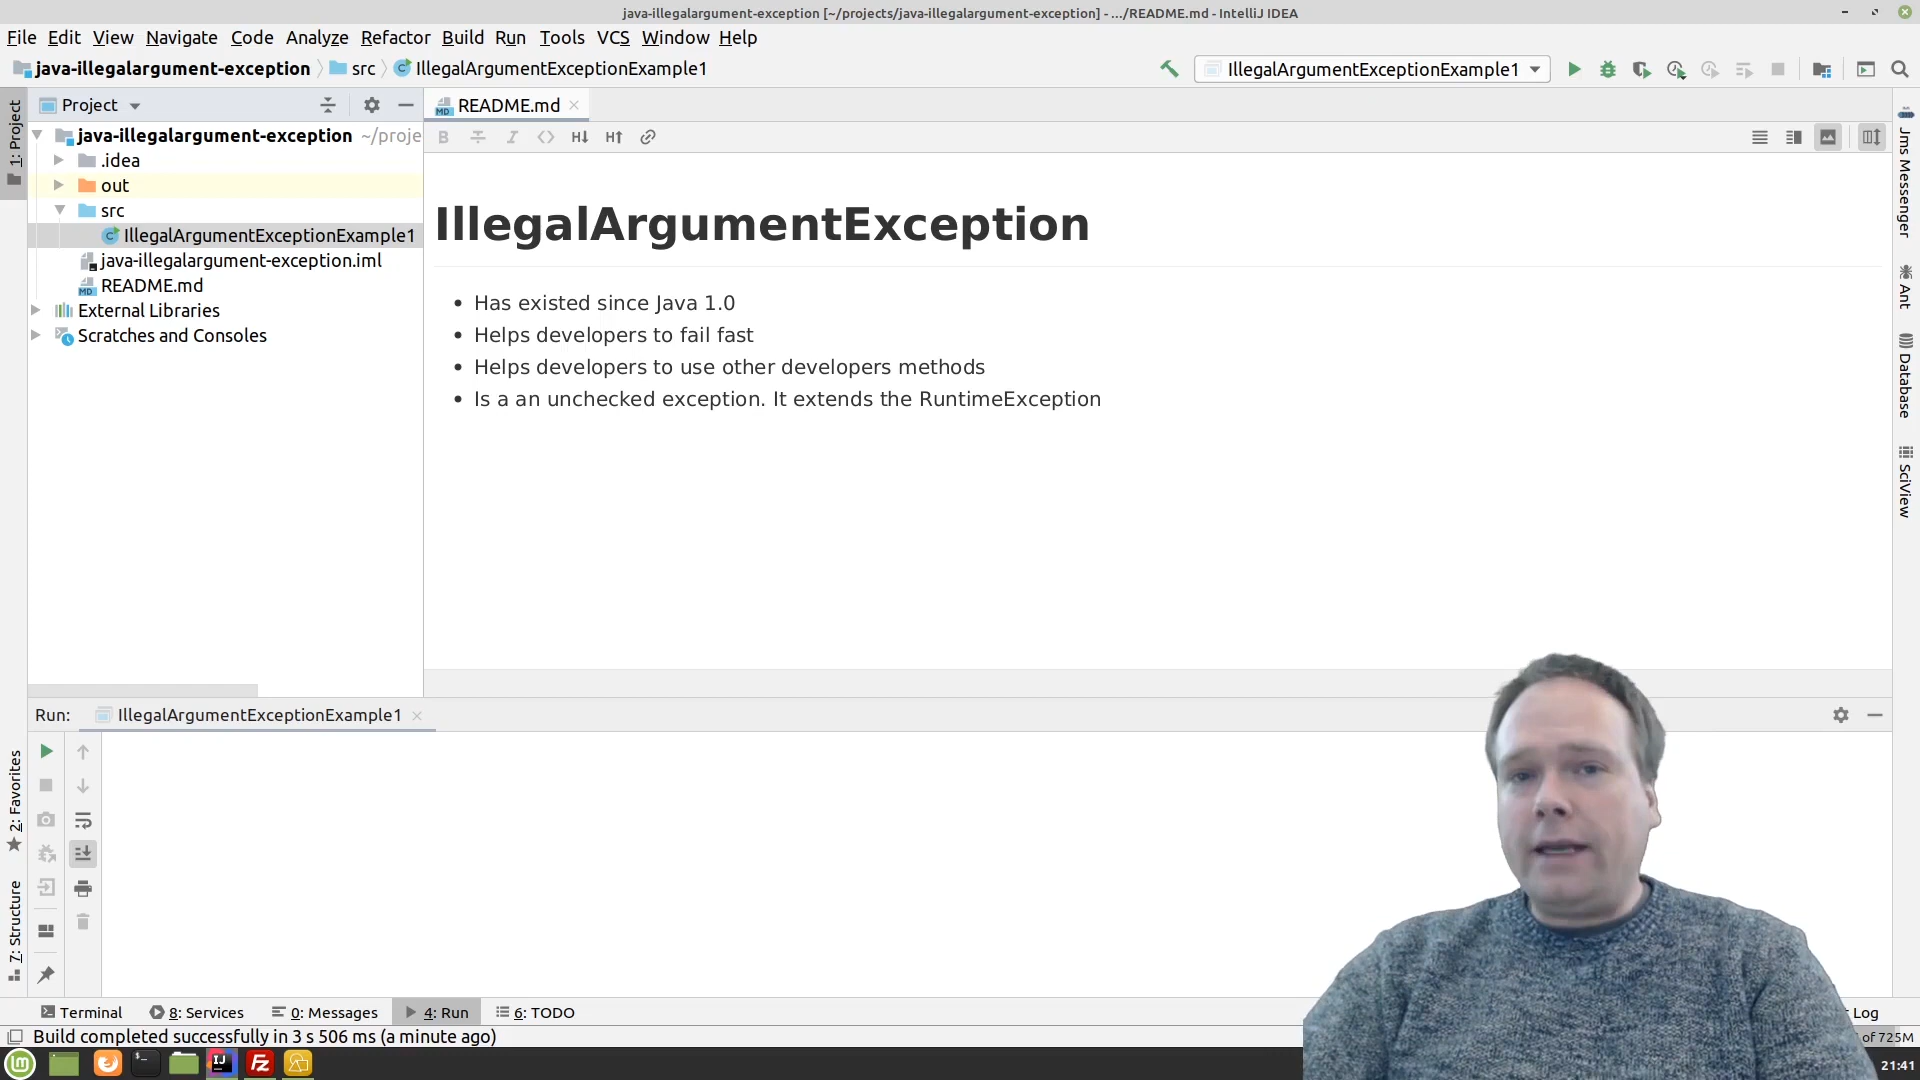 java-illegalargument-exception [~/projects/java-illegalargument-exception] - .../README.md - IntelliJ IDEA
File Edit View Navigate Code Analyze Refactor Build Run Tools VCS Window Help
java-illegalargument-exception src IllegalArgumentExceptionExample1
IllegalArgumentExceptionExample1
Project
README.md
java-illegalargument-exception ~/proje
.idea
out
src
IllegalArgumentExceptionExample1
java-illegalargument-exception.iml
README.md
External Libraries
Scratches and Consoles
1: Project
2: Favorites
7: Structure
B I H↓ H↑
IllegalArgumentException
• Has existed since Java 1.0
• Helps developers to fail fast
• Helps developers to use other developers methods
• Is a an unchecked exception. It extends the RuntimeException
Jms Messenger
Ant
Database
SciView
Run: IllegalArgumentExceptionExample1
Terminal 8: Services 0: Messages 4: Run 6: TODO
Log
Build completed successfully in 3 s 506 ms (a minute ago)
of 725M
21:41